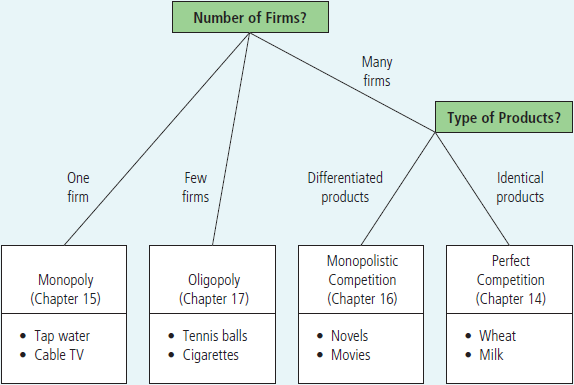 Number of Firms?
Many
firms
Type of Products?
One
firm
Few
firms
Differentiated
products
Identical
products
Monopoly
(Chapter 15)
• Tap water
• Cable TV
Oligopoly
(Chapter 17)
• Tennis balls
• Cigarettes
Monopolistic
Competition
(Chapter 16)
• Novels
• Movies
Perfect
Competition
(Chapter 14)
• Wheat
• Milk